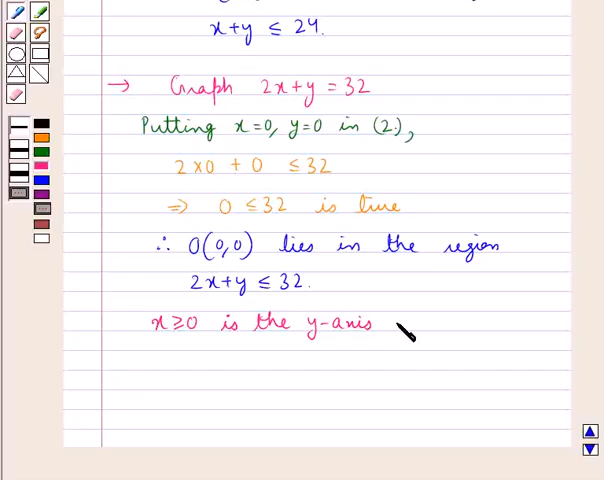 x+y ≤ 24.
→ Graph 2x+y = 32
Putting x=0, y=0 in (2),
2×0 + 0 ≤ 32
⇒ 0 ≤ 32 is true
∴ O(0,0) lies in the region
2x+y ≤ 32.
x≥0 is the y-axis